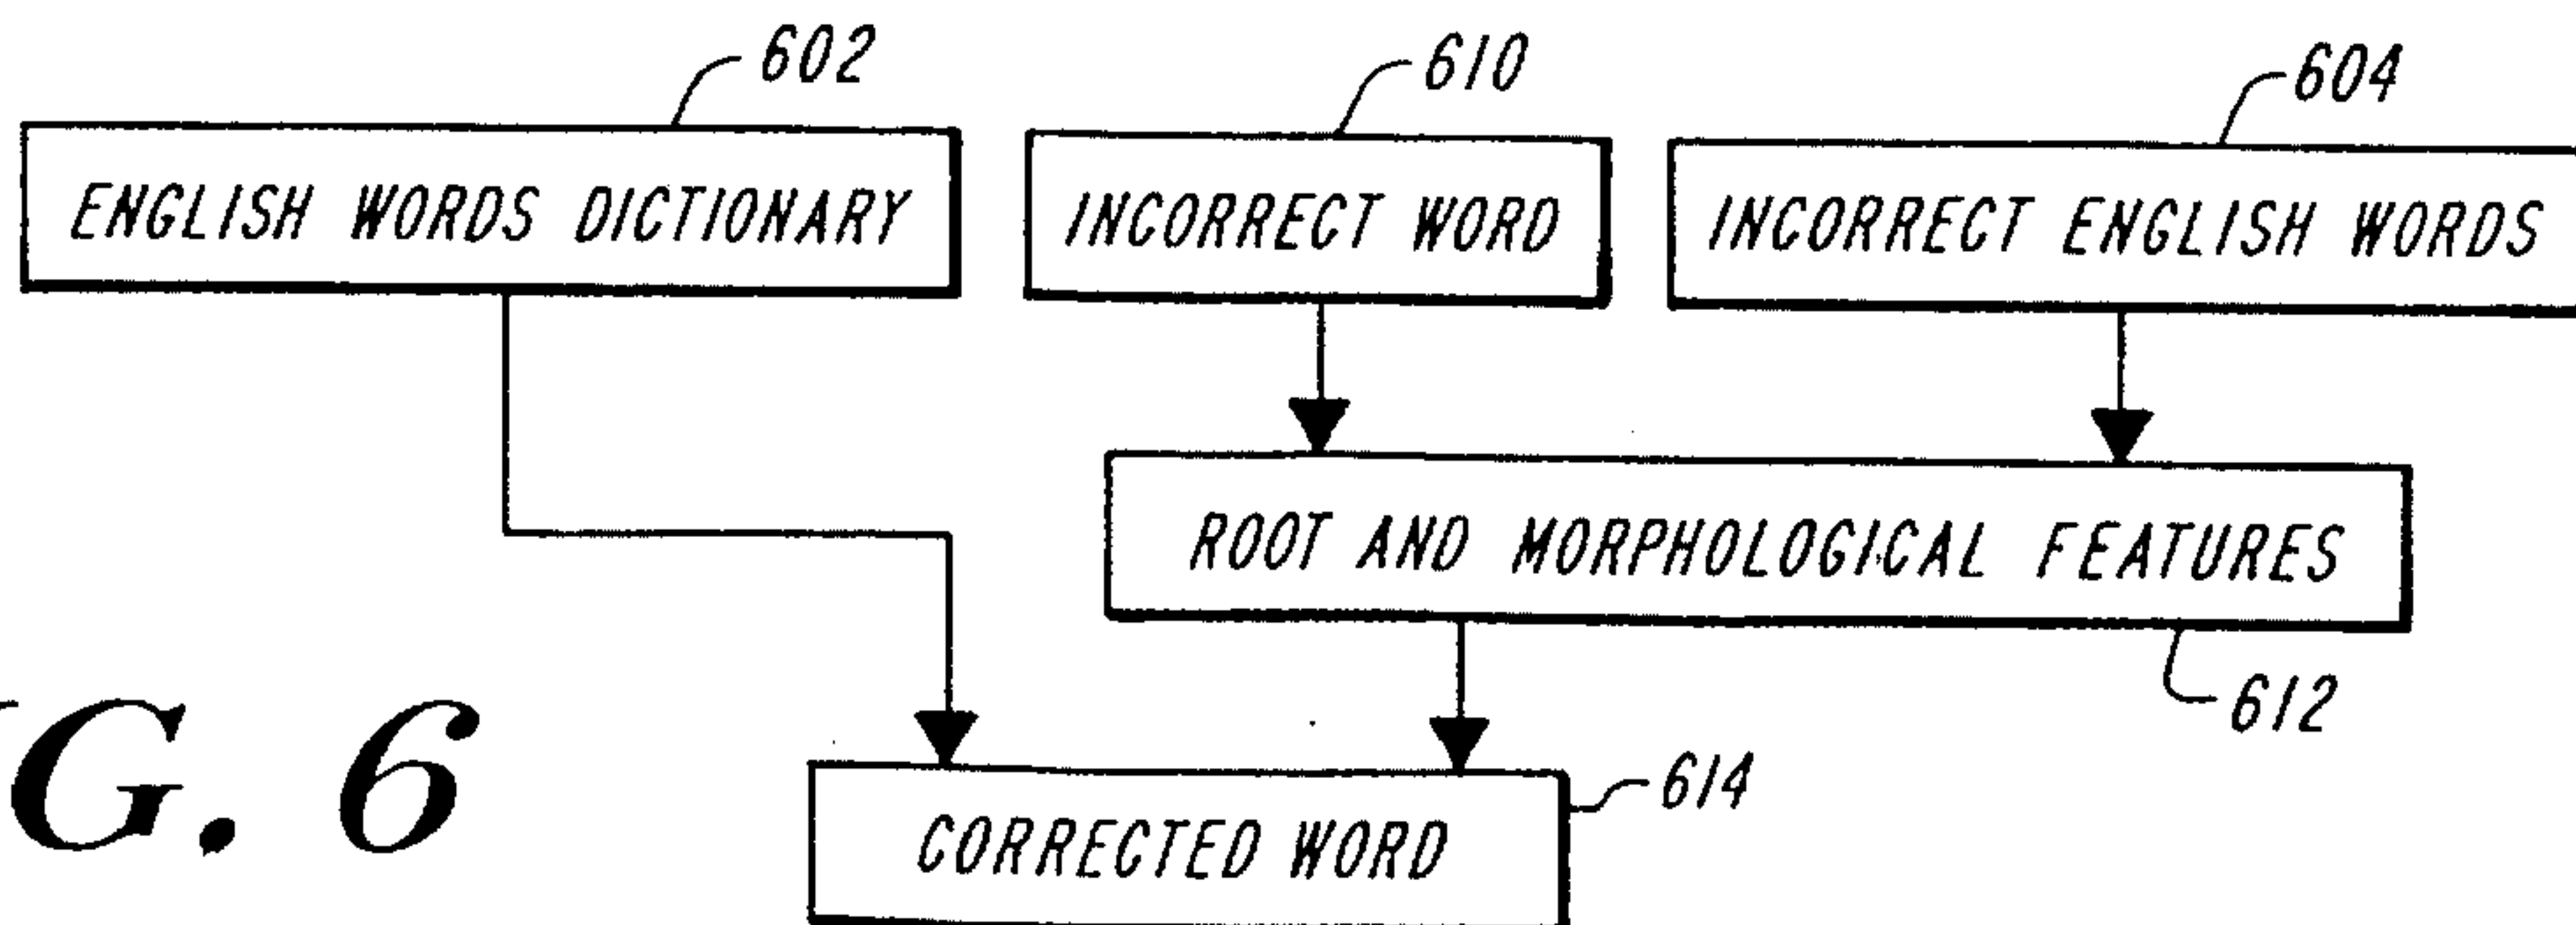 602
610
604
ENGLISH WORDS DICTIONARY
INCORRECT WORD
INCORRECT ENGLISH WORDS
ROOT AND MORPHOLOGICAL FEATURES
612
G. 6
614
CORRECTED WORD